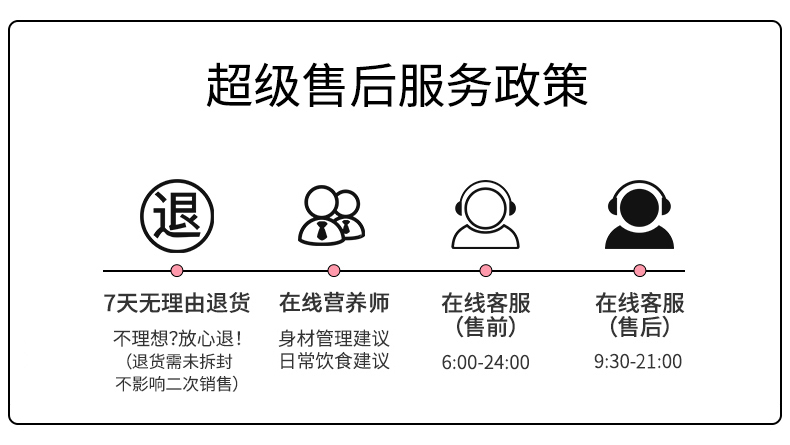 超级售后服务政策
退
7天无理由退货
不理想?放心退!
(退货需未拆封
不影响二次销售)
在线营养师
身材管理建议
日常饮食建议
在线客服
(售前)
6:00-24:00
在线客服
(售后)
9:30-21:00